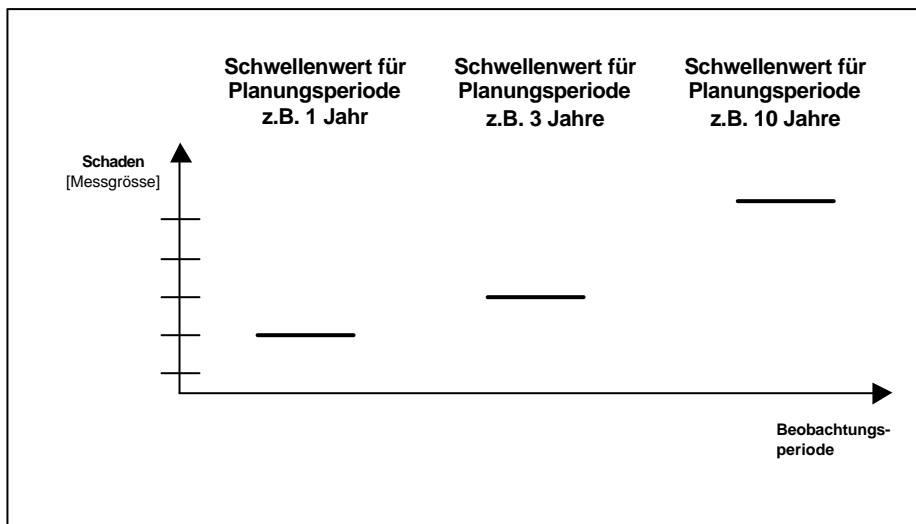 Schwellenwert für
Planungsperiode
z.B. 1 Jahr
Schwellenwert für
Planungsperiode
z.B. 3 Jahre
Schwellenwert für
Planungsperiode
z.B. 10 Jahre
Schaden
[Messgrösse]
Beobachtungs-
periode